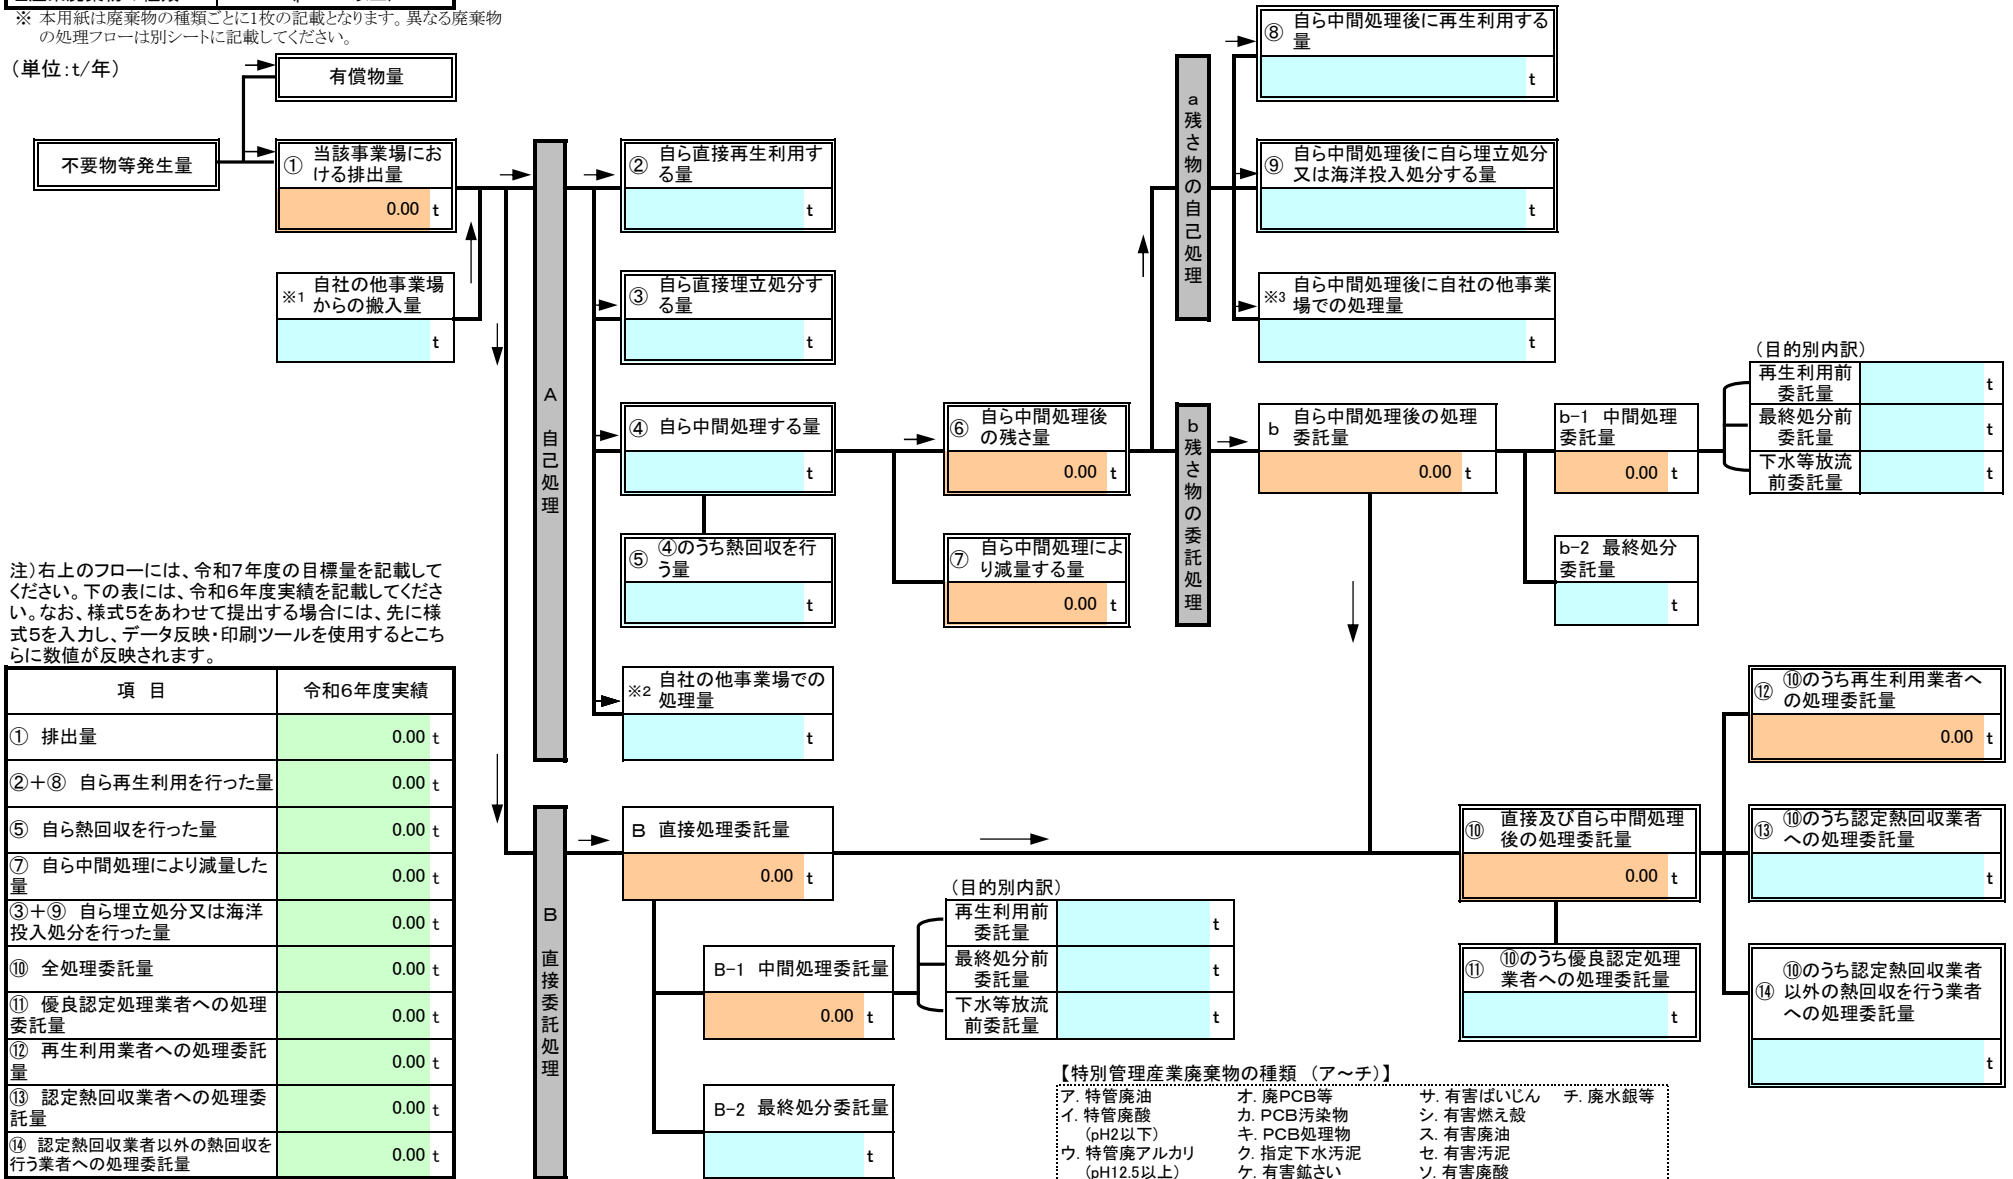 ※ 本用紙は廃棄物の種類ごとに1枚の記載となります。異なる廃棄物
の処理フローは別シートに記載してください。
（単位:t/年）
有償物量
不要物等発生量
① 当該事業場にお
ける排出量
0.00 t
※1 自社の他事業場
からの搬入量
t
A 自己処理
② 自ら直接再生利用す
る量
t
③ 自ら直接埋立処分す
る量
t
④ 自ら中間処理する量
t
⑤ ④のうち熱回収を行
う量
t
※2 自社の他事業場での
処理量
t
⑥ 自ら中間処理後
の残さ量
0.00 t
⑦ 自ら中間処理によ
り減量する量
0.00 t
a残さ物の自己処理
⑧ 自ら中間処理後に再生利用する
量
t
⑨ 自ら中間処理後に自ら埋立処分
又は海洋投入処分する量
t
※3 自ら中間処理後に自社の他事業
場での処理量
t
b残さ物の委託処理
b 自ら中間処理後の処理
委託量
0.00 t
b-1 中間処理
委託量
0.00 t
b-2 最終処分
委託量
t
（目的別内訳）
再生利用前
委託量
t
最終処分前
委託量
t
下水等放流
前委託量
t
注）右上のフローには、令和7年度の目標量を記載して
ください。下の表には、令和6年度実績を記載してくださ
い。なお、様式5をあわせて提出する場合には、先に様
式5を入力し、データ反映・印刷ツールを使用するとこち
らに数値が反映されます。
項 目 令和6年度実績
① 排出量 0.00 t
②＋⑧ 自ら再生利用を行った量 0.00 t
⑤ 自ら熱回収を行った量 0.00 t
⑦ 自ら中間処理により減量した
量 0.00 t
③＋⑨ 自ら埋立処分又は海洋
投入処分を行った量 0.00 t
⑩ 全処理委託量 0.00 t
⑪ 優良認定処理業者への処理
委託量 0.00 t
⑫ 再生利用業者への処理委託
量 0.00 t
⑬ 認定熱回収業者への処理委
託量 0.00 t
⑭ 認定熱回収業者以外の熱回収を
行う業者への処理委託量 0.00 t
B 直接委託処理
B 直接処理委託量
0.00 t
B-1 中間処理委託量
0.00 t
B-2 最終処分委託量
t
（目的別内訳）
再生利用前
委託量
t
最終処分前
委託量
t
下水等放流
前委託量
t
⑩ 直接及び自ら中間処理
後の処理委託量
0.00 t
⑪ ⑩のうち優良認定処理
業者への処理委託量
t
⑫ ⑩のうち再生利用業者へ
の処理委託量
0.00 t
⑬ ⑩のうち認定熱回収業者
への処理委託量
t
⑭ ⑩のうち認定熱回収業者
以外の熱回収を行う業者
への処理委託量
t
【特別管理産業廃棄物の種類 （ア～チ）】
ア. 特管廃油 オ. 廃PCB等 サ. 有害ばいじん チ. 廃水銀等
イ. 特管廃酸 カ. PCB汚染物 シ. 有害燃え殻
（pH2以下） キ. PCB処理物 ス. 有害廃油
ウ. 特管廃アルカリ ク. 指定下水汚泥 セ. 有害汚泥
（pH12.5以上） ケ. 有害鉱さい ソ. 有害廃酸